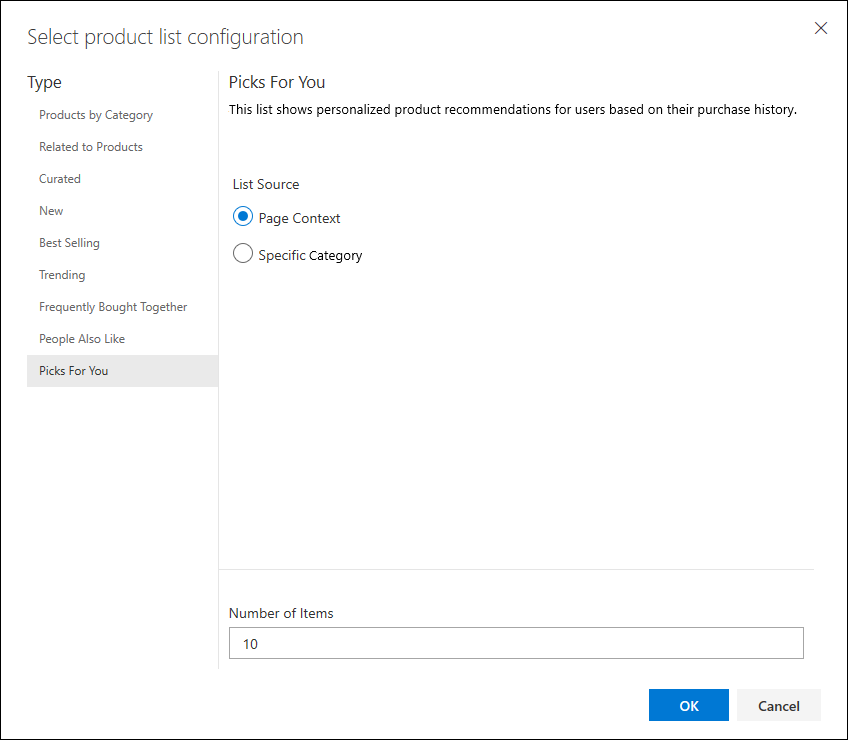 Select product list configuration
Type
Products by Category
Related to Products
Curated
New
Best Selling
Trending
Frequently Bought Together
People Also Like
Picks For You
Picks For You
This list shows personalized product recommendations for users based on their purchase history.
List Source
Page Context
Specific Category
Number of Items
10
OK
Cancel